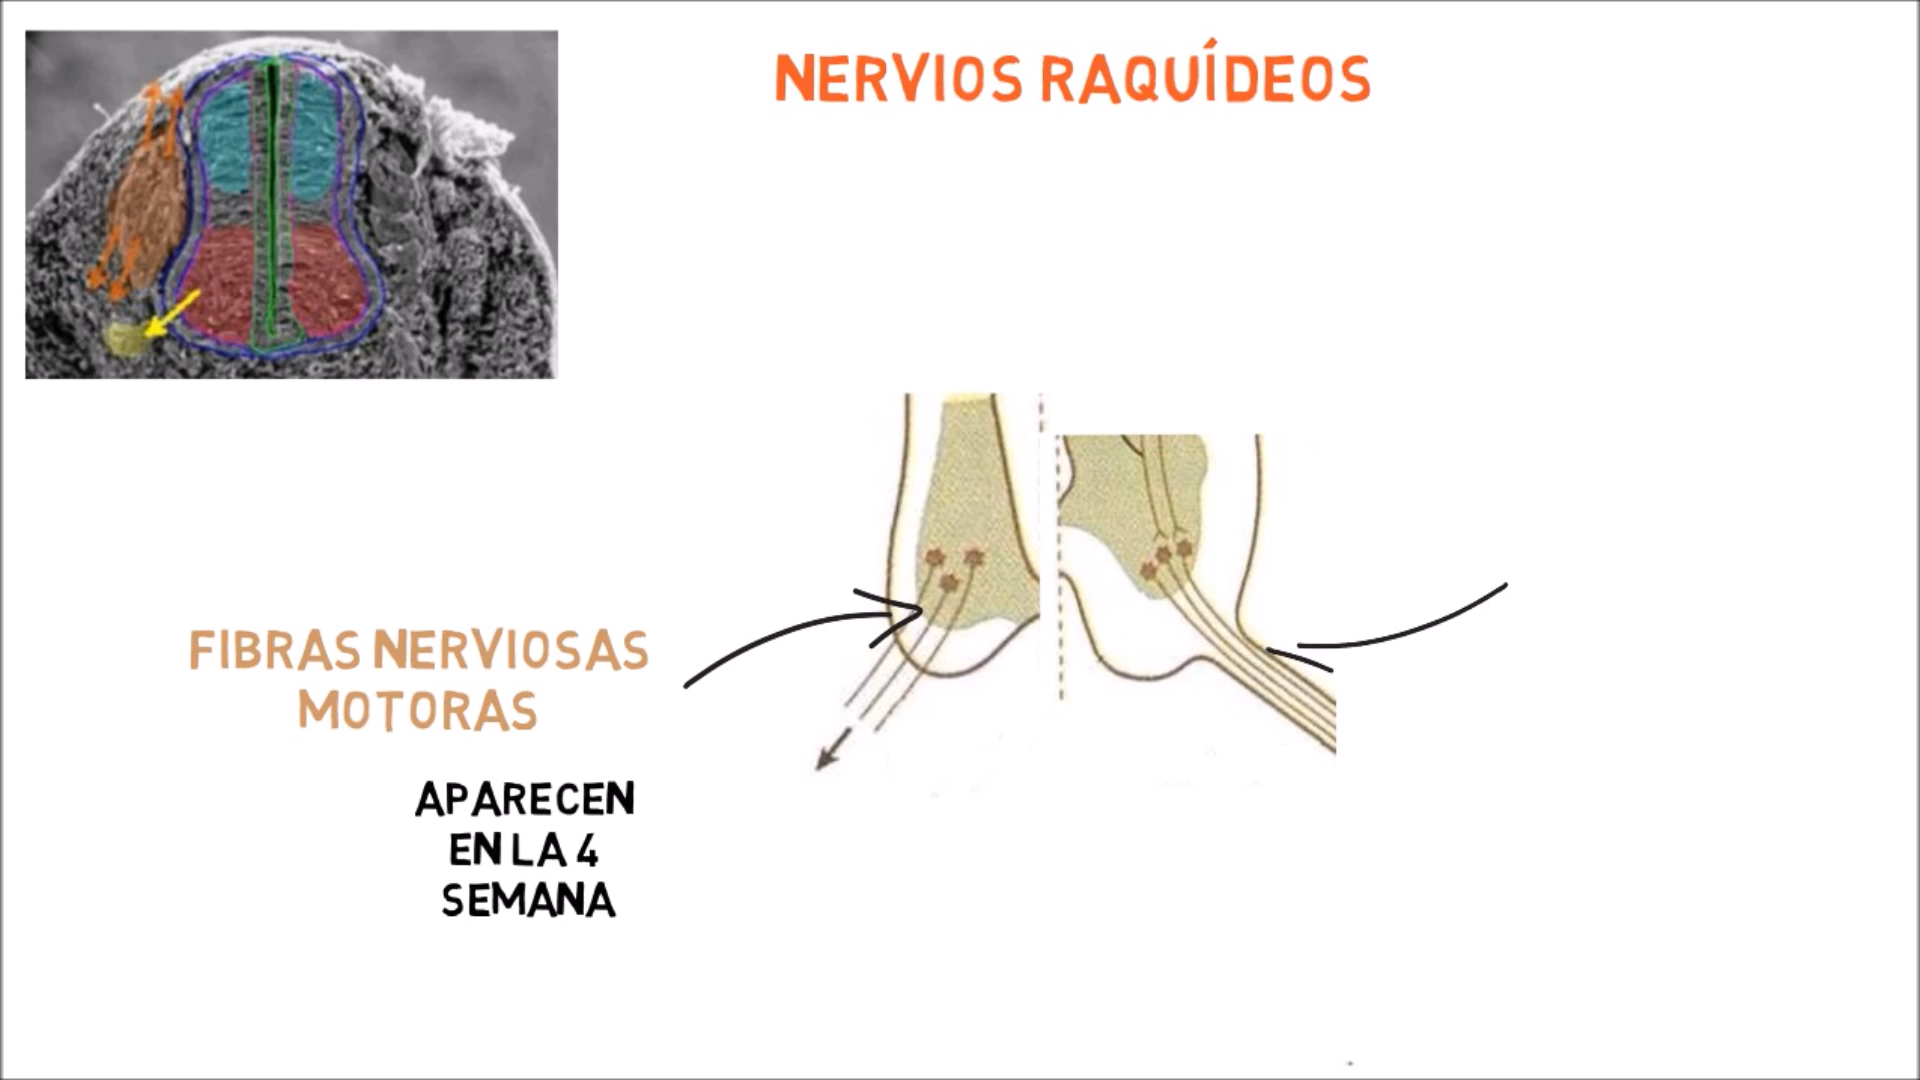 NERVIOS RAQUÍDEOS
FIBRAS NERVIOSAS
MOTORAS
APARECEN
EN LA 4
SEMANA